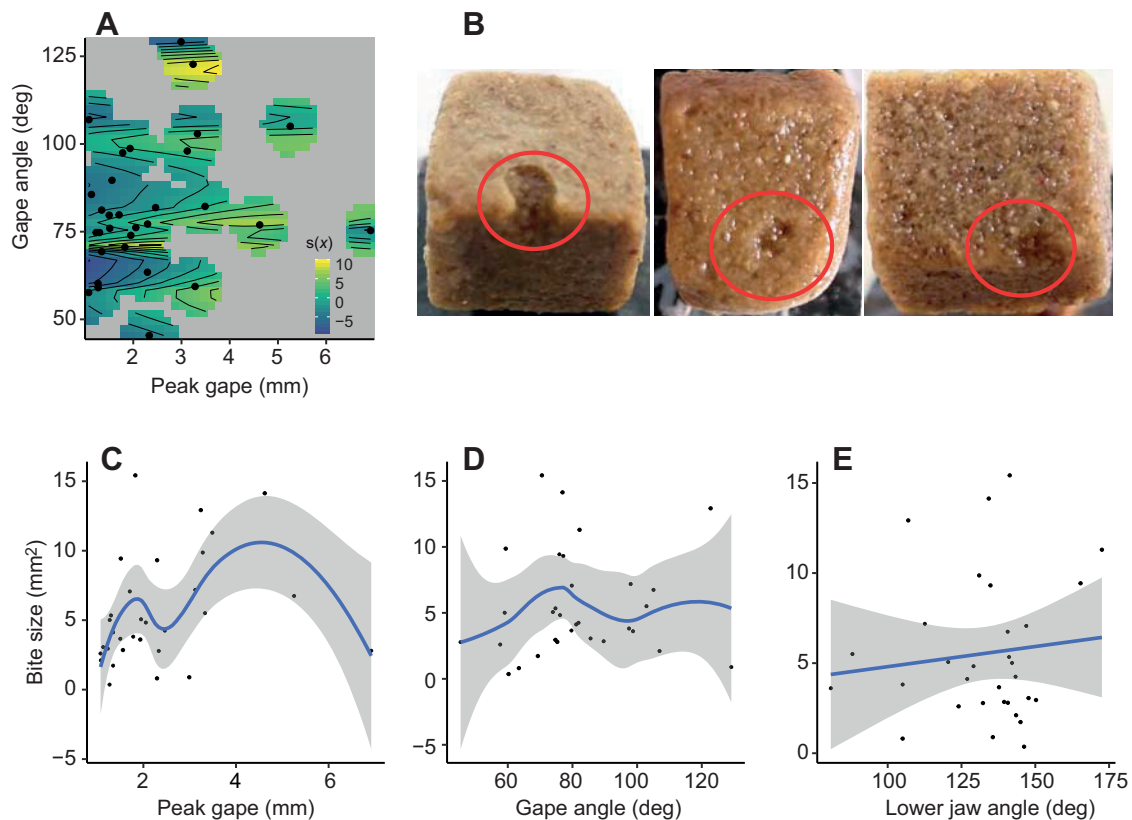 A
B
Gape angle (deg)
125
100
75
50
s(x)
10
5
0
−5
2 3 4 5 6
Peak gape (mm)
C
D
E
Bite size (mm²)
15
10
5
0
−5
2 4 6
Peak gape (mm)
15
10
5
0
−5
60 80 100 120
Gape angle (deg)
15
10
5
0
100 125 150 175
Lower jaw angle (deg)